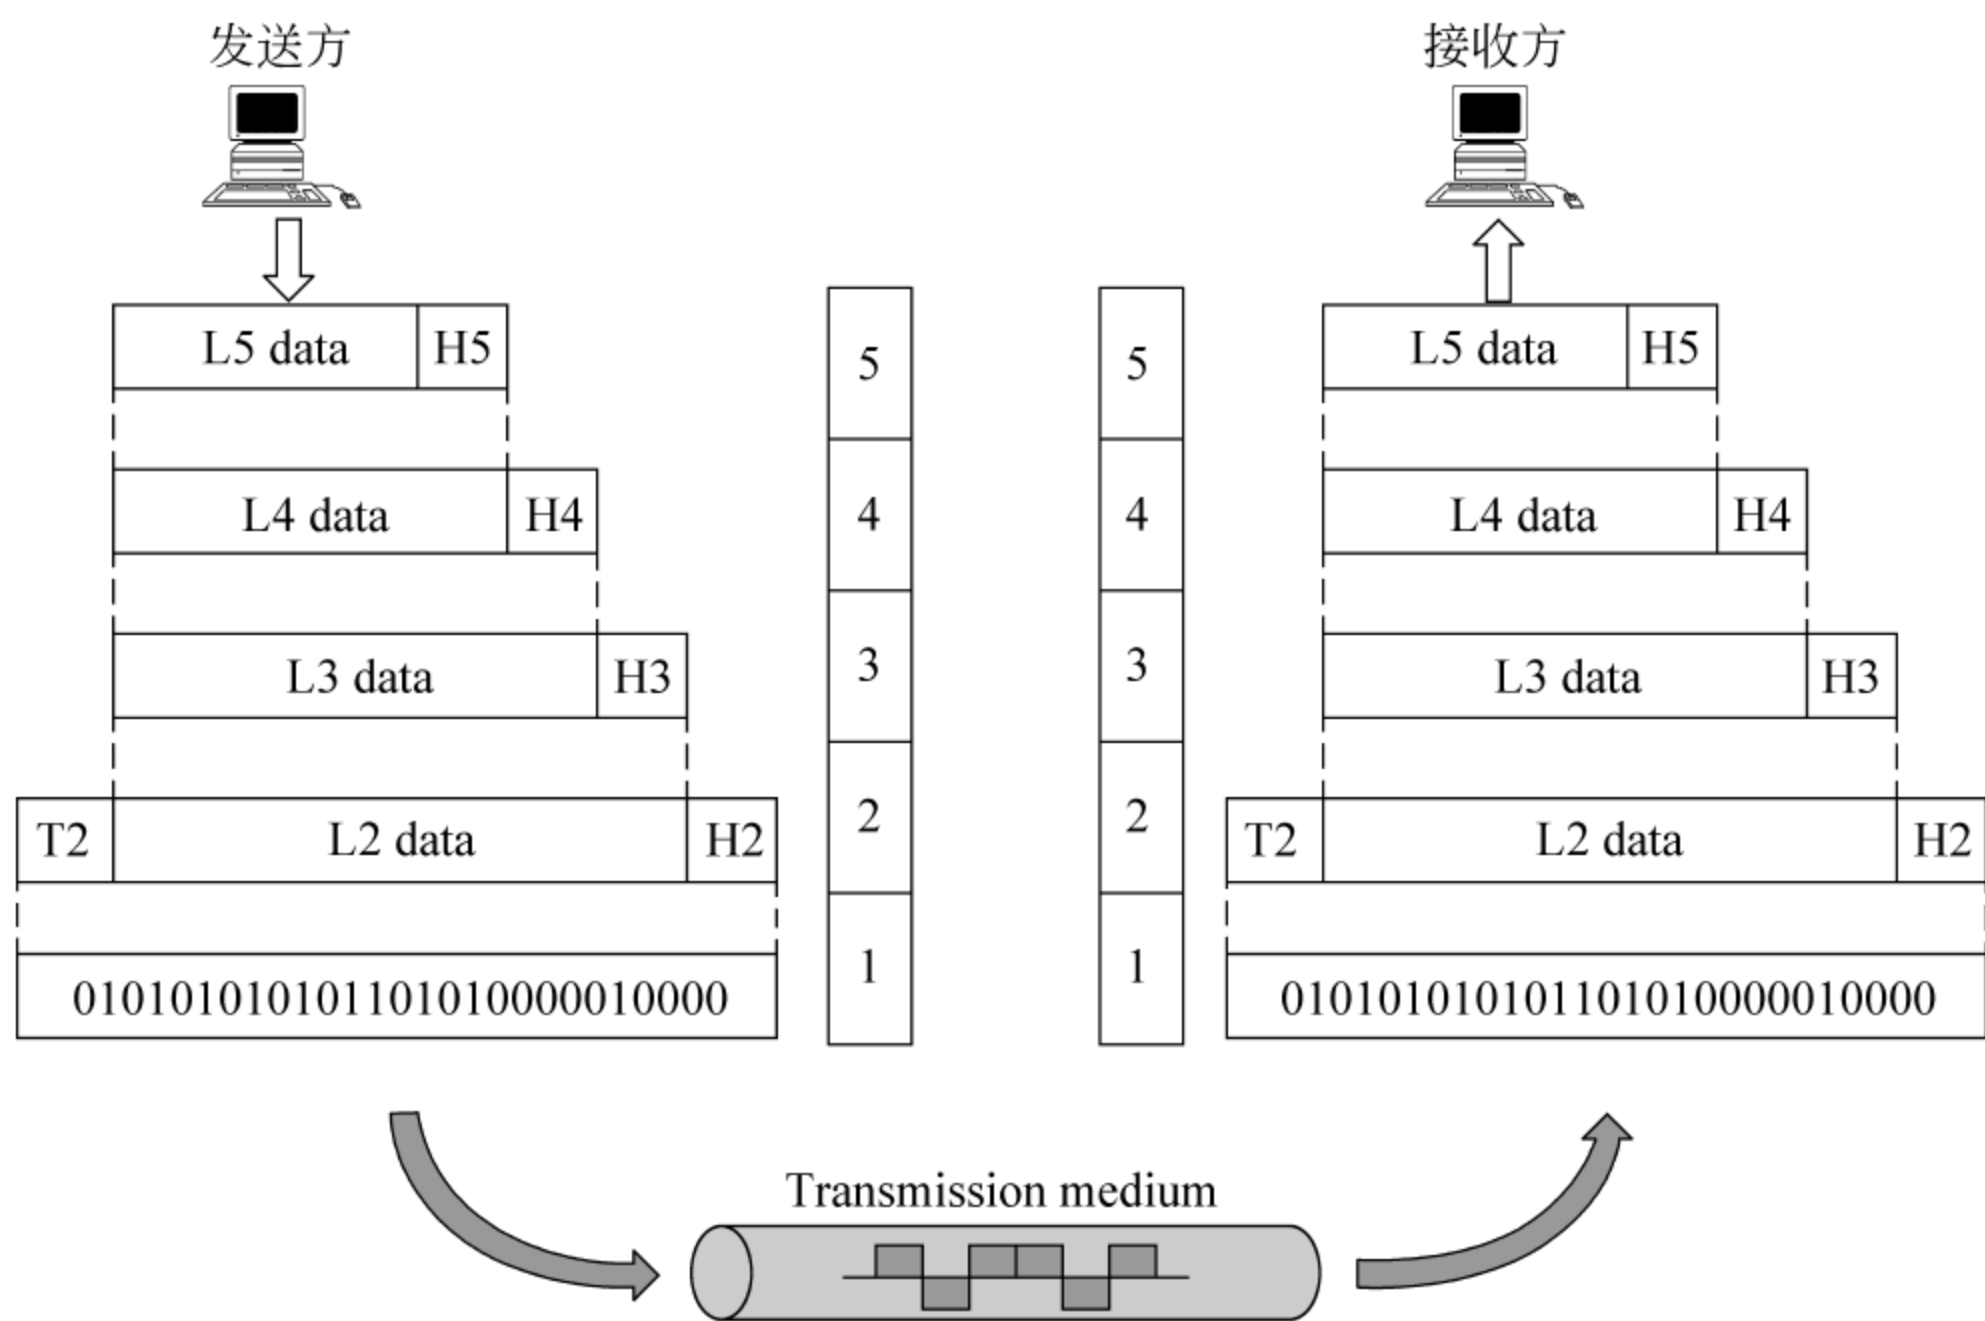 发送方
接收方
L5 data H5
5
5
L5 data H5
L4 data H4
4
4
L4 data H4
L3 data H3
3
3
L3 data H3
T2 L2 data H2
2
2
T2 L2 data H2
010101010101101010000010000
1
1
010101010101101010000010000
Transmission medium